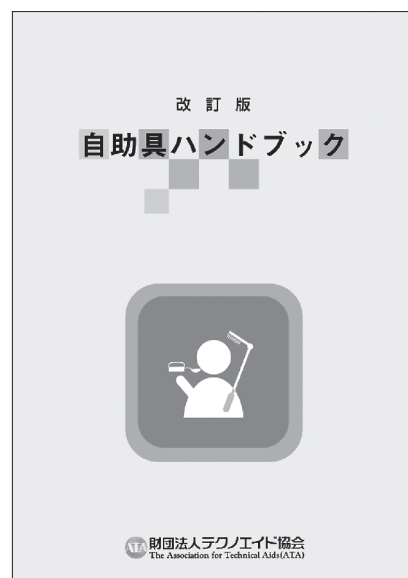 改訂版
自助具ハンドブック
ATA 財団法人テクノエイド協会
The Association for Technical Aids(ATA)